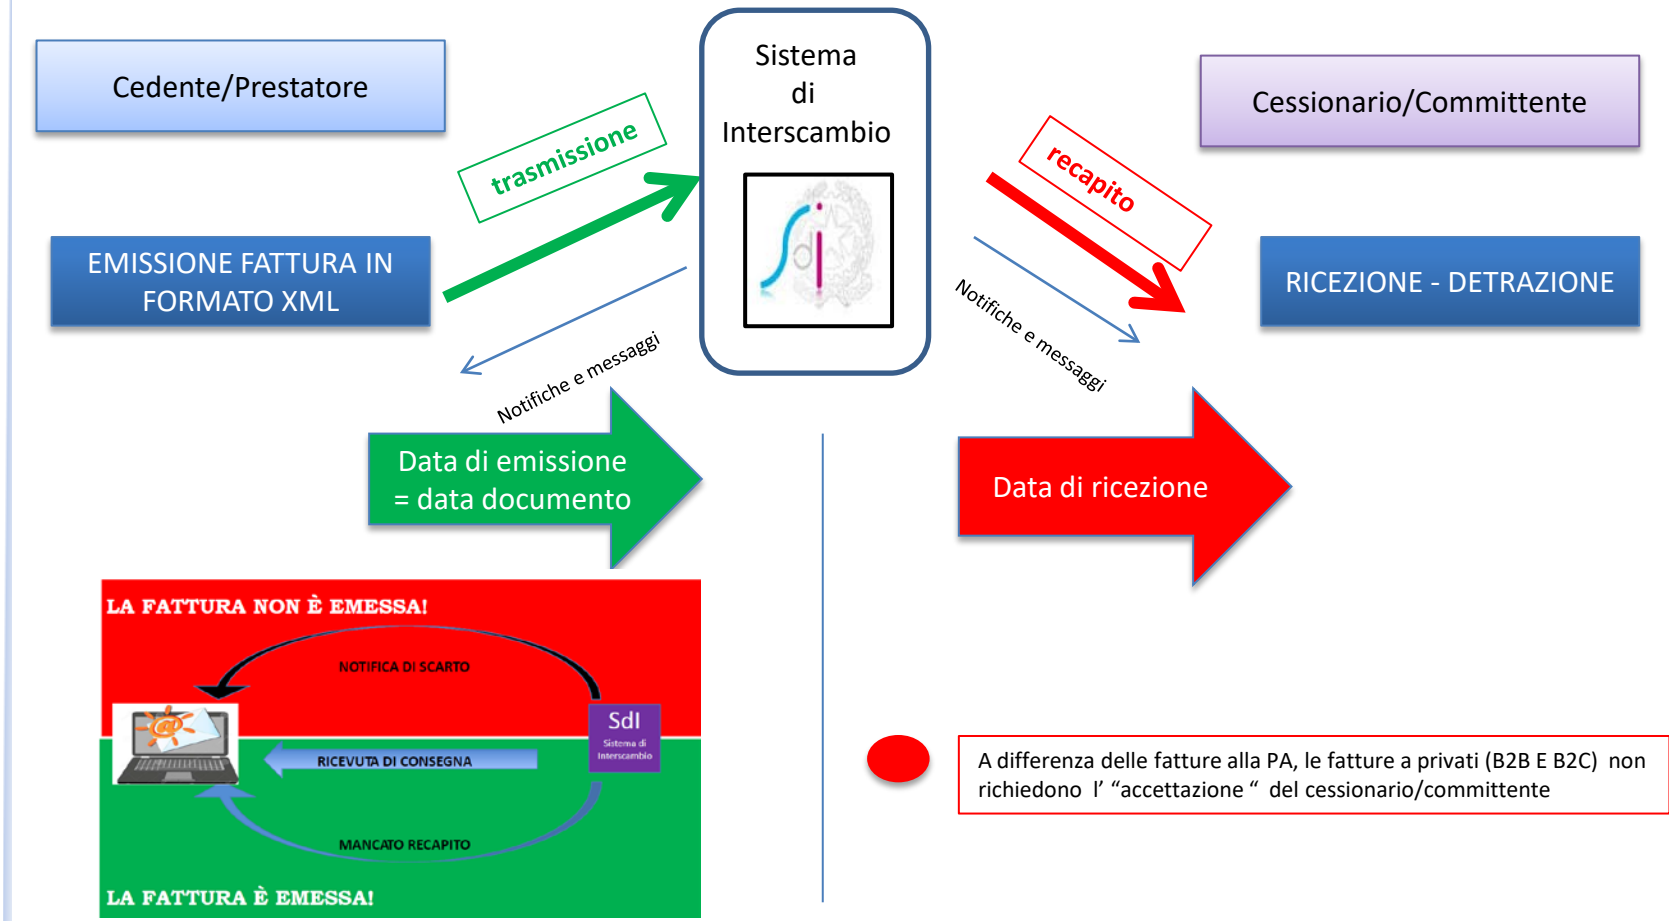 Cedente/Prestatore
Sistema
di
Interscambio
Sdi
Cessionario/Committente
trasmissione
recapito
EMISSIONE FATTURA IN
FORMATO XML
RICEZIONE - DETRAZIONE
Notifiche e messaggi
Notifiche e messaggi
Data di emissione
= data documento
Data di ricezione
LA FATTURA NON È EMESSA!
NOTIFICA DI SCARTO
@
SdI
Sistema di
Interscambio
RICEVUTA DI CONSEGNA
MANCATO RECAPITO
LA FATTURA È EMESSA!
A differenza delle fatture alla PA, le fatture a privati (B2B E B2C) non
richiedono l' “accettazione “ del cessionario/committente